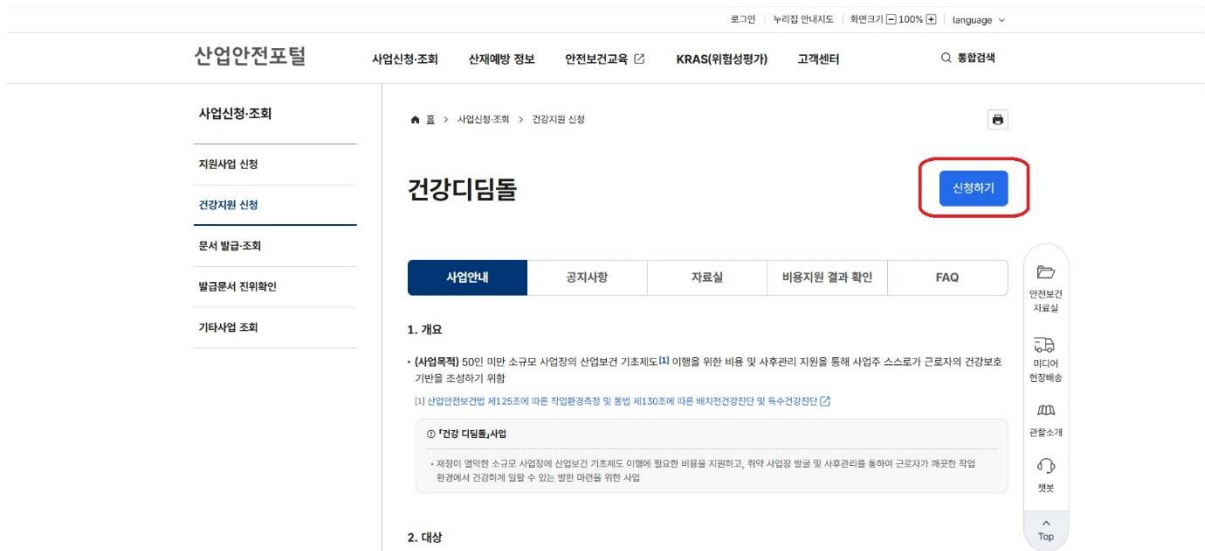 로그인 누리집 안내지도 화면크기 - 100% + language
산업안전포털 사업신청·조회 산재예방 정보 안전보건교육 KRAS(위험성평가) 고객센터 통합검색
사업신청·조회
지원사업 신청
건강지원 신청
문서 발급·조회
발급문서 진위확인
기타사업 조회
홈 > 사업신청·조회 > 건강지원 신청
건강디딤돌
신청하기
사업안내 공지사항 자료실 비용지원 결과 확인 FAQ
1. 개요
• (사업목적) 50인 미만 소규모 사업장의 산업보건 기초제도[1] 이행을 위한 비용 및 사후관리 지원을 통해 사업주 스스로가 근로자의 건강보호
기반을 조성하기 위함
[1] 산업안전보건법 제125조에 따른 작업환경측정 및 동법 제130조에 따른 배치전건강진단 및 특수건강진단
① 「건강 디딤돌」사업
• 재정이 열악한 소규모 사업장에 산업보건 기초제도 이행에 필요한 비용을 지원하고, 취약 사업장 발굴 및 사후관리를 통하여 근로자가 깨끗한 작업
환경에서 건강하게 일할 수 있는 발판 마련을 위한 사업
2. 대상
안전보건
자료실
미디어
현장배송
관할소개
챗봇
Top